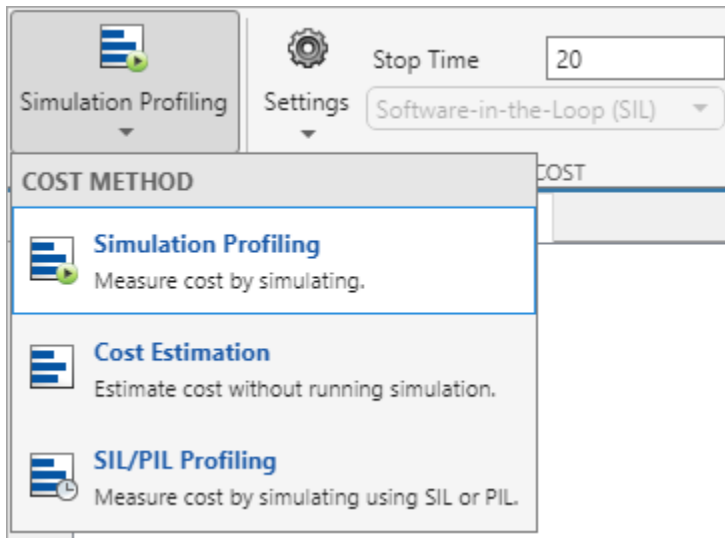 Simulation Profiling
Settings
Stop Time
20
Software-in-the-Loop (SIL)
COST
COST METHOD
Simulation Profiling
Measure cost by simulating.
Cost Estimation
Estimate cost without running simulation.
SIL/PIL Profiling
Measure cost by simulating using SIL or PIL.